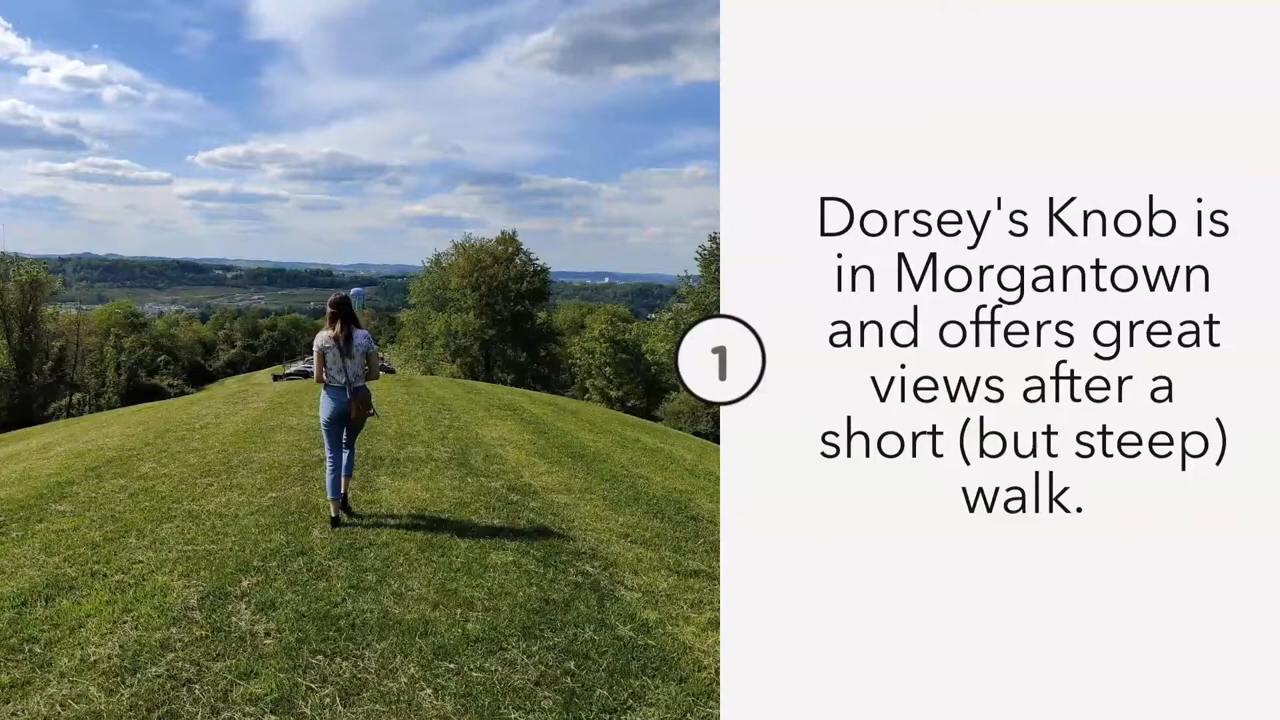 1
Dorsey's Knob is
in Morgantown
and offers great
views after a
short (but steep)
walk.